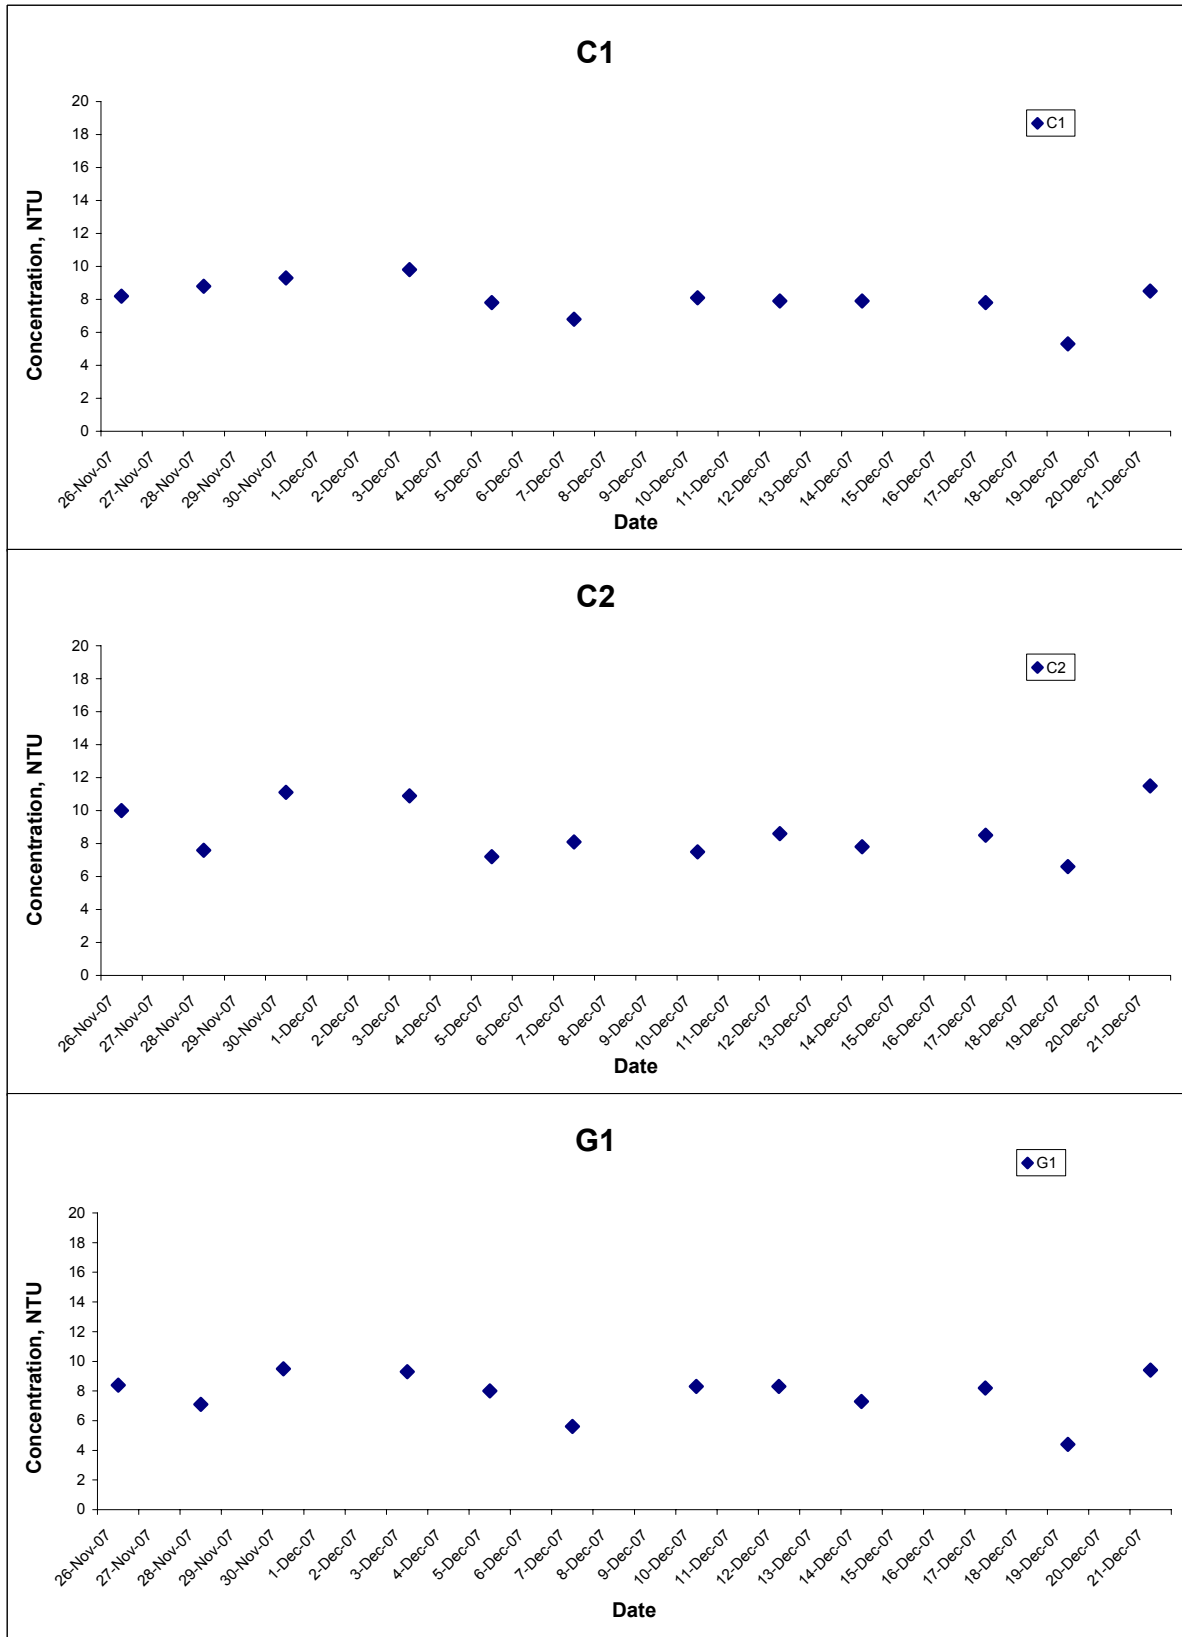 C1
C1
20
18
16
14
12
10
8
6
4
2
0
Concentration, NTU
26-Nov-07
27-Nov-07
28-Nov-07
29-Nov-07
30-Nov-07
1-Dec-07
2-Dec-07
3-Dec-07
4-Dec-07
5-Dec-07
6-Dec-07
7-Dec-07
8-Dec-07
9-Dec-07
10-Dec-07
11-Dec-07
12-Dec-07
13-Dec-07
14-Dec-07
15-Dec-07
16-Dec-07
17-Dec-07
18-Dec-07
19-Dec-07
20-Dec-07
21-Dec-07
Date
C2
C2
20
18
16
14
12
10
8
6
4
2
0
Concentration, NTU
26-Nov-07
27-Nov-07
28-Nov-07
29-Nov-07
30-Nov-07
1-Dec-07
2-Dec-07
3-Dec-07
4-Dec-07
5-Dec-07
6-Dec-07
7-Dec-07
8-Dec-07
9-Dec-07
10-Dec-07
11-Dec-07
12-Dec-07
13-Dec-07
14-Dec-07
15-Dec-07
16-Dec-07
17-Dec-07
18-Dec-07
19-Dec-07
20-Dec-07
21-Dec-07
Date
G1
G1
20
18
16
14
12
10
8
6
4
2
0
Concentration, NTU
26-Nov-07
27-Nov-07
28-Nov-07
29-Nov-07
30-Nov-07
1-Dec-07
2-Dec-07
3-Dec-07
4-Dec-07
5-Dec-07
6-Dec-07
7-Dec-07
8-Dec-07
9-Dec-07
10-Dec-07
11-Dec-07
12-Dec-07
13-Dec-07
14-Dec-07
15-Dec-07
16-Dec-07
17-Dec-07
18-Dec-07
19-Dec-07
20-Dec-07
21-Dec-07
Date